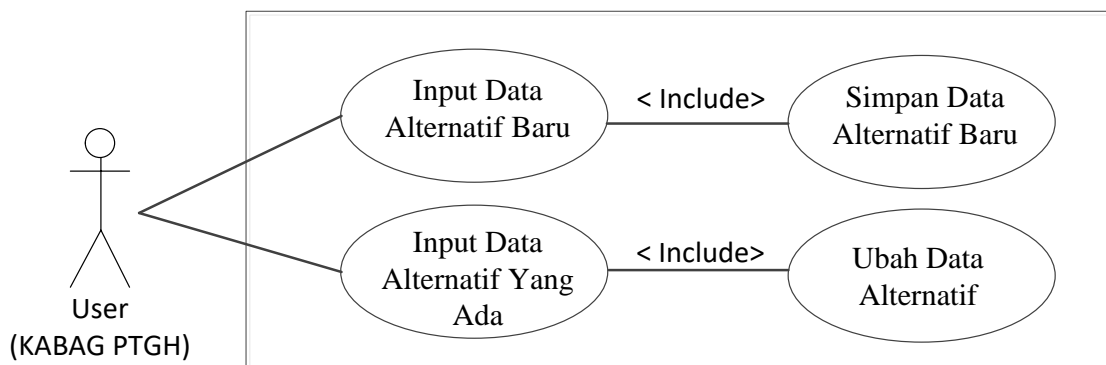 Input Data
Alternatif Baru
< Include>
Simpan Data
Alternatif Baru
Input Data
Alternatif Yang
Ada
< Include>
Ubah Data
Alternatif
User
(KABAG PTGH)